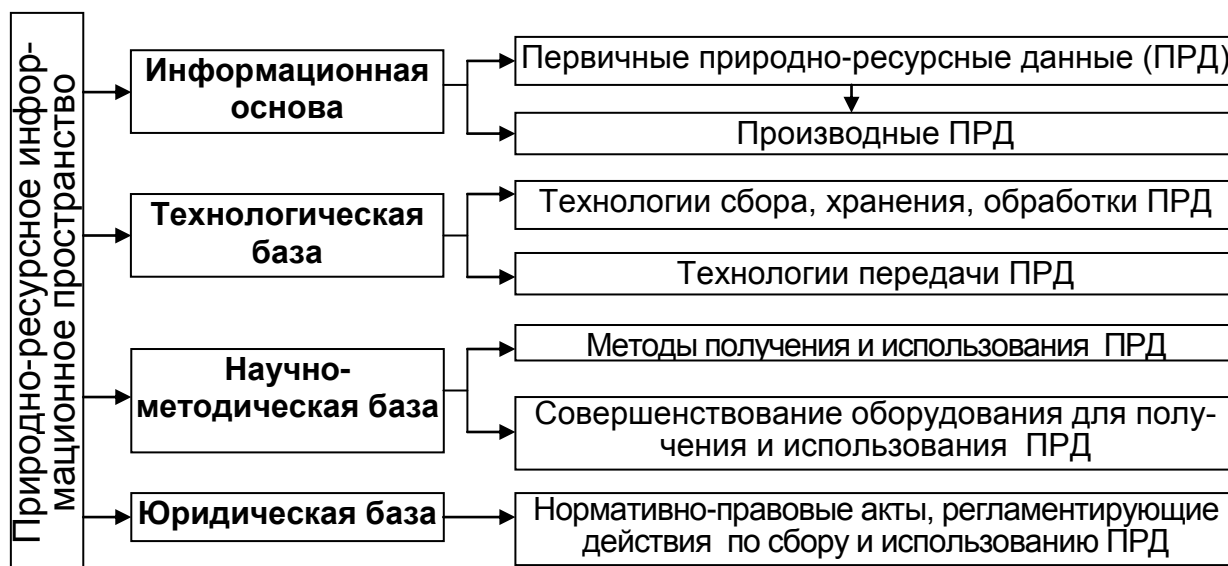 Природно-ресурсное инфор-
мационное пространство
Информационная
основа
Первичные природно-ресурсные данные (ПРД)
Производные ПРД
Технологическая
база
Технологии сбора, хранения, обработки ПРД
Технологии передачи ПРД
Научно-
методическая база
Методы получения и использования ПРД
Совершенствование оборудования для полу-
чения и использования ПРД
Юридическая база
Нормативно-правовые акты, регламентирующие
действия по сбору и использованию ПРД